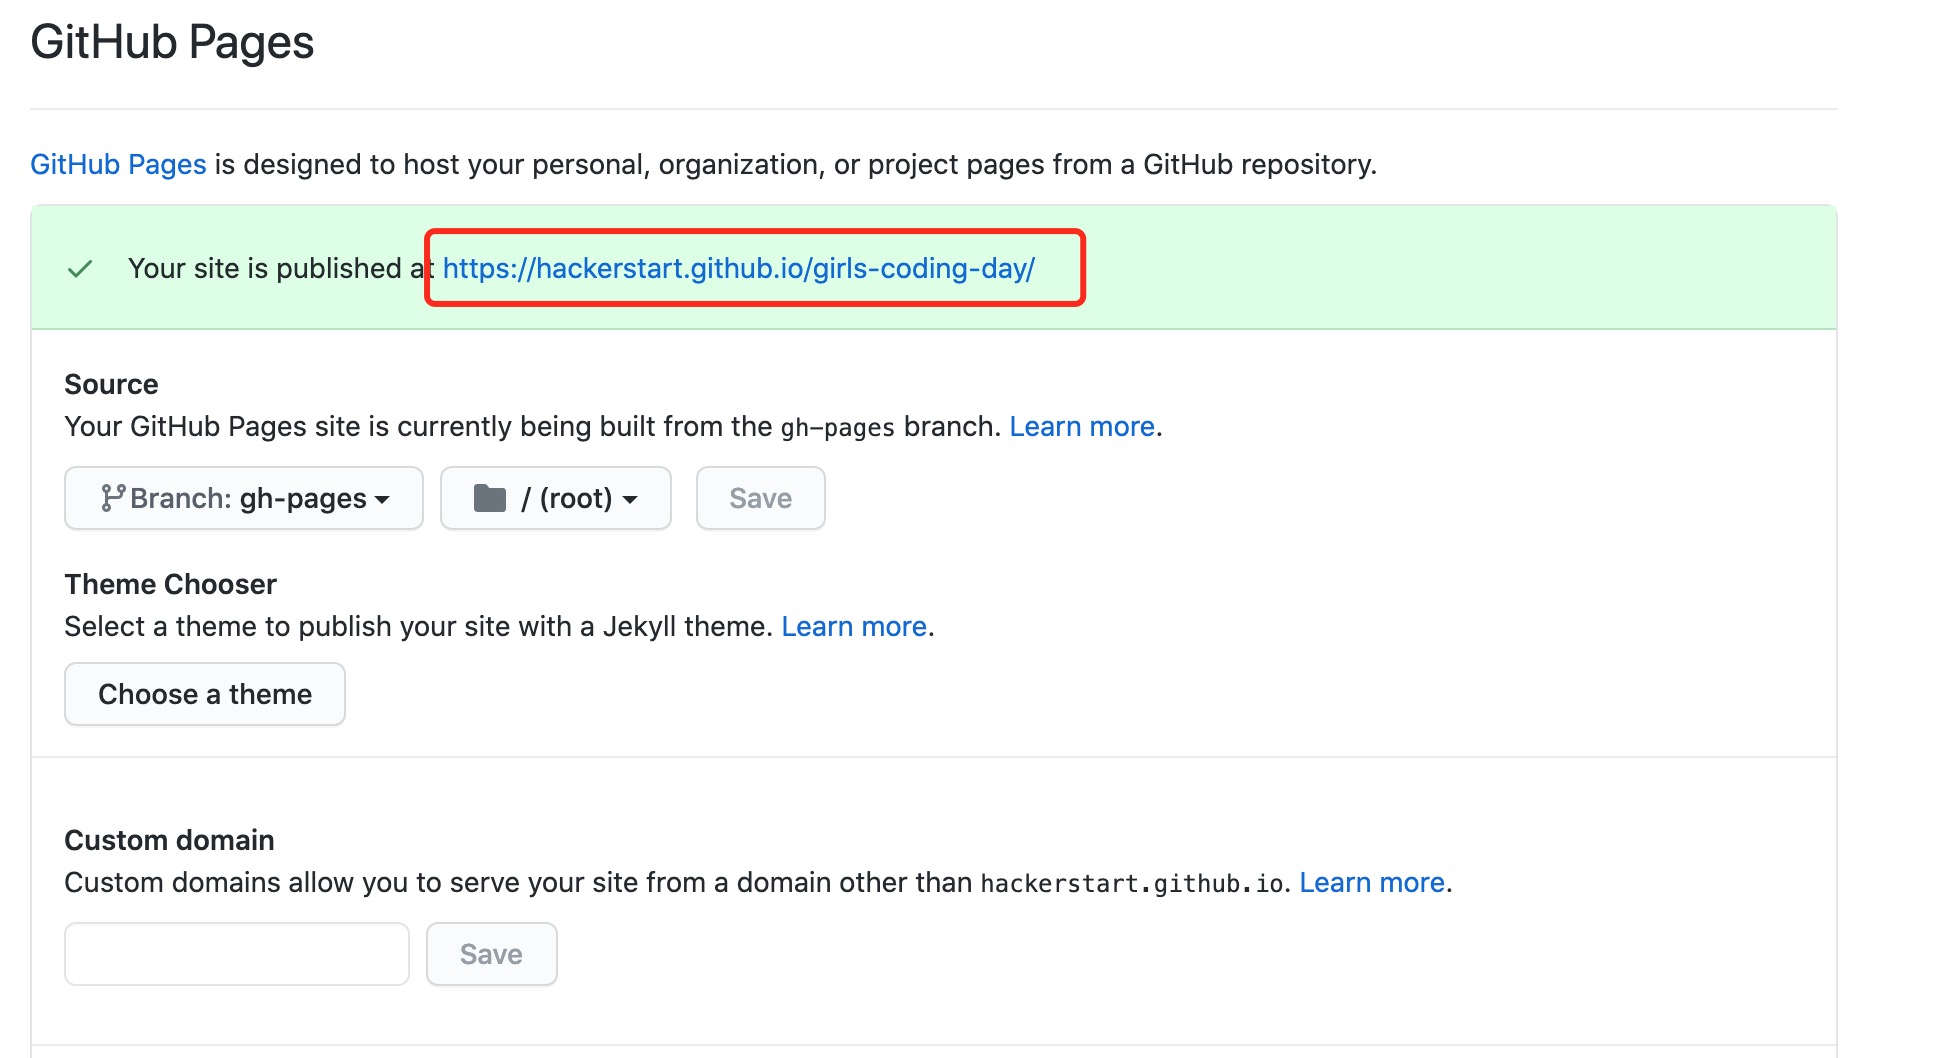 GitHub Pages
GitHub Pages is designed to host your personal, organization, or project pages from a GitHub repository.
Your site is published at https://hackerstart.github.io/girls-coding-day/
Source
Your GitHub Pages site is currently being built from the gh-pages branch. Learn more.
Branch: gh-pages / (root) Save
Theme Chooser
Select a theme to publish your site with a Jekyll theme. Learn more.
Choose a theme
Custom domain
Custom domains allow you to serve your site from a domain other than hackerstart.github.io. Learn more.
Save